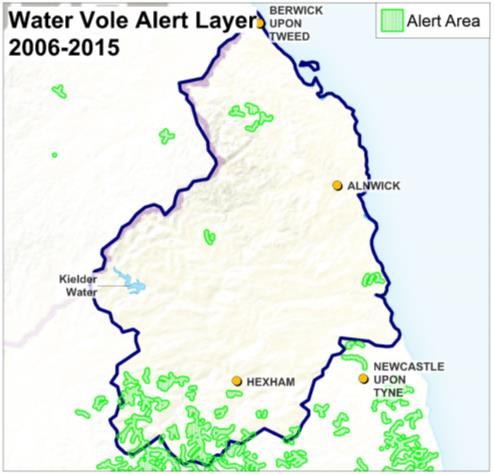 Water Vole Alert Layer
2006-2015
BERWICK
UPON
TWEED
Alert Area
ALNWICK
Kielder
Water
HEXHAM
NEWCASTLE
UPON
TYNE